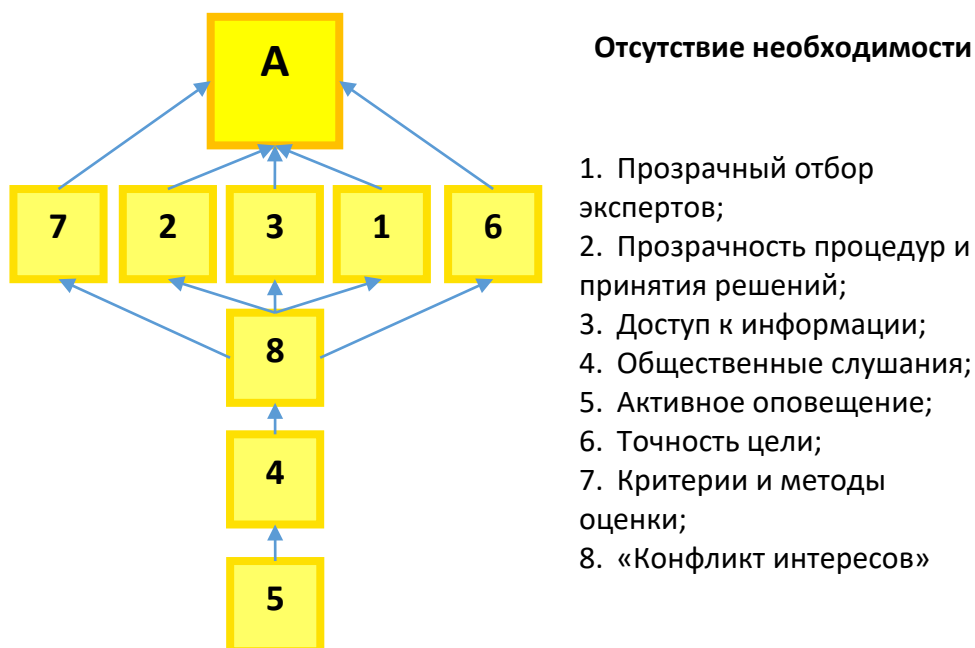 A
7 2 3 1 6
8
4
5
Отсутствие необходимости
1. Прозрачный отбор
экспертов;
2. Прозрачность процедур и
принятия решений;
3. Доступ к информации;
4. Общественные слушания;
5. Активное оповещение;
6. Точность цели;
7. Критерии и методы
оценки;
8. «Конфликт интересов»